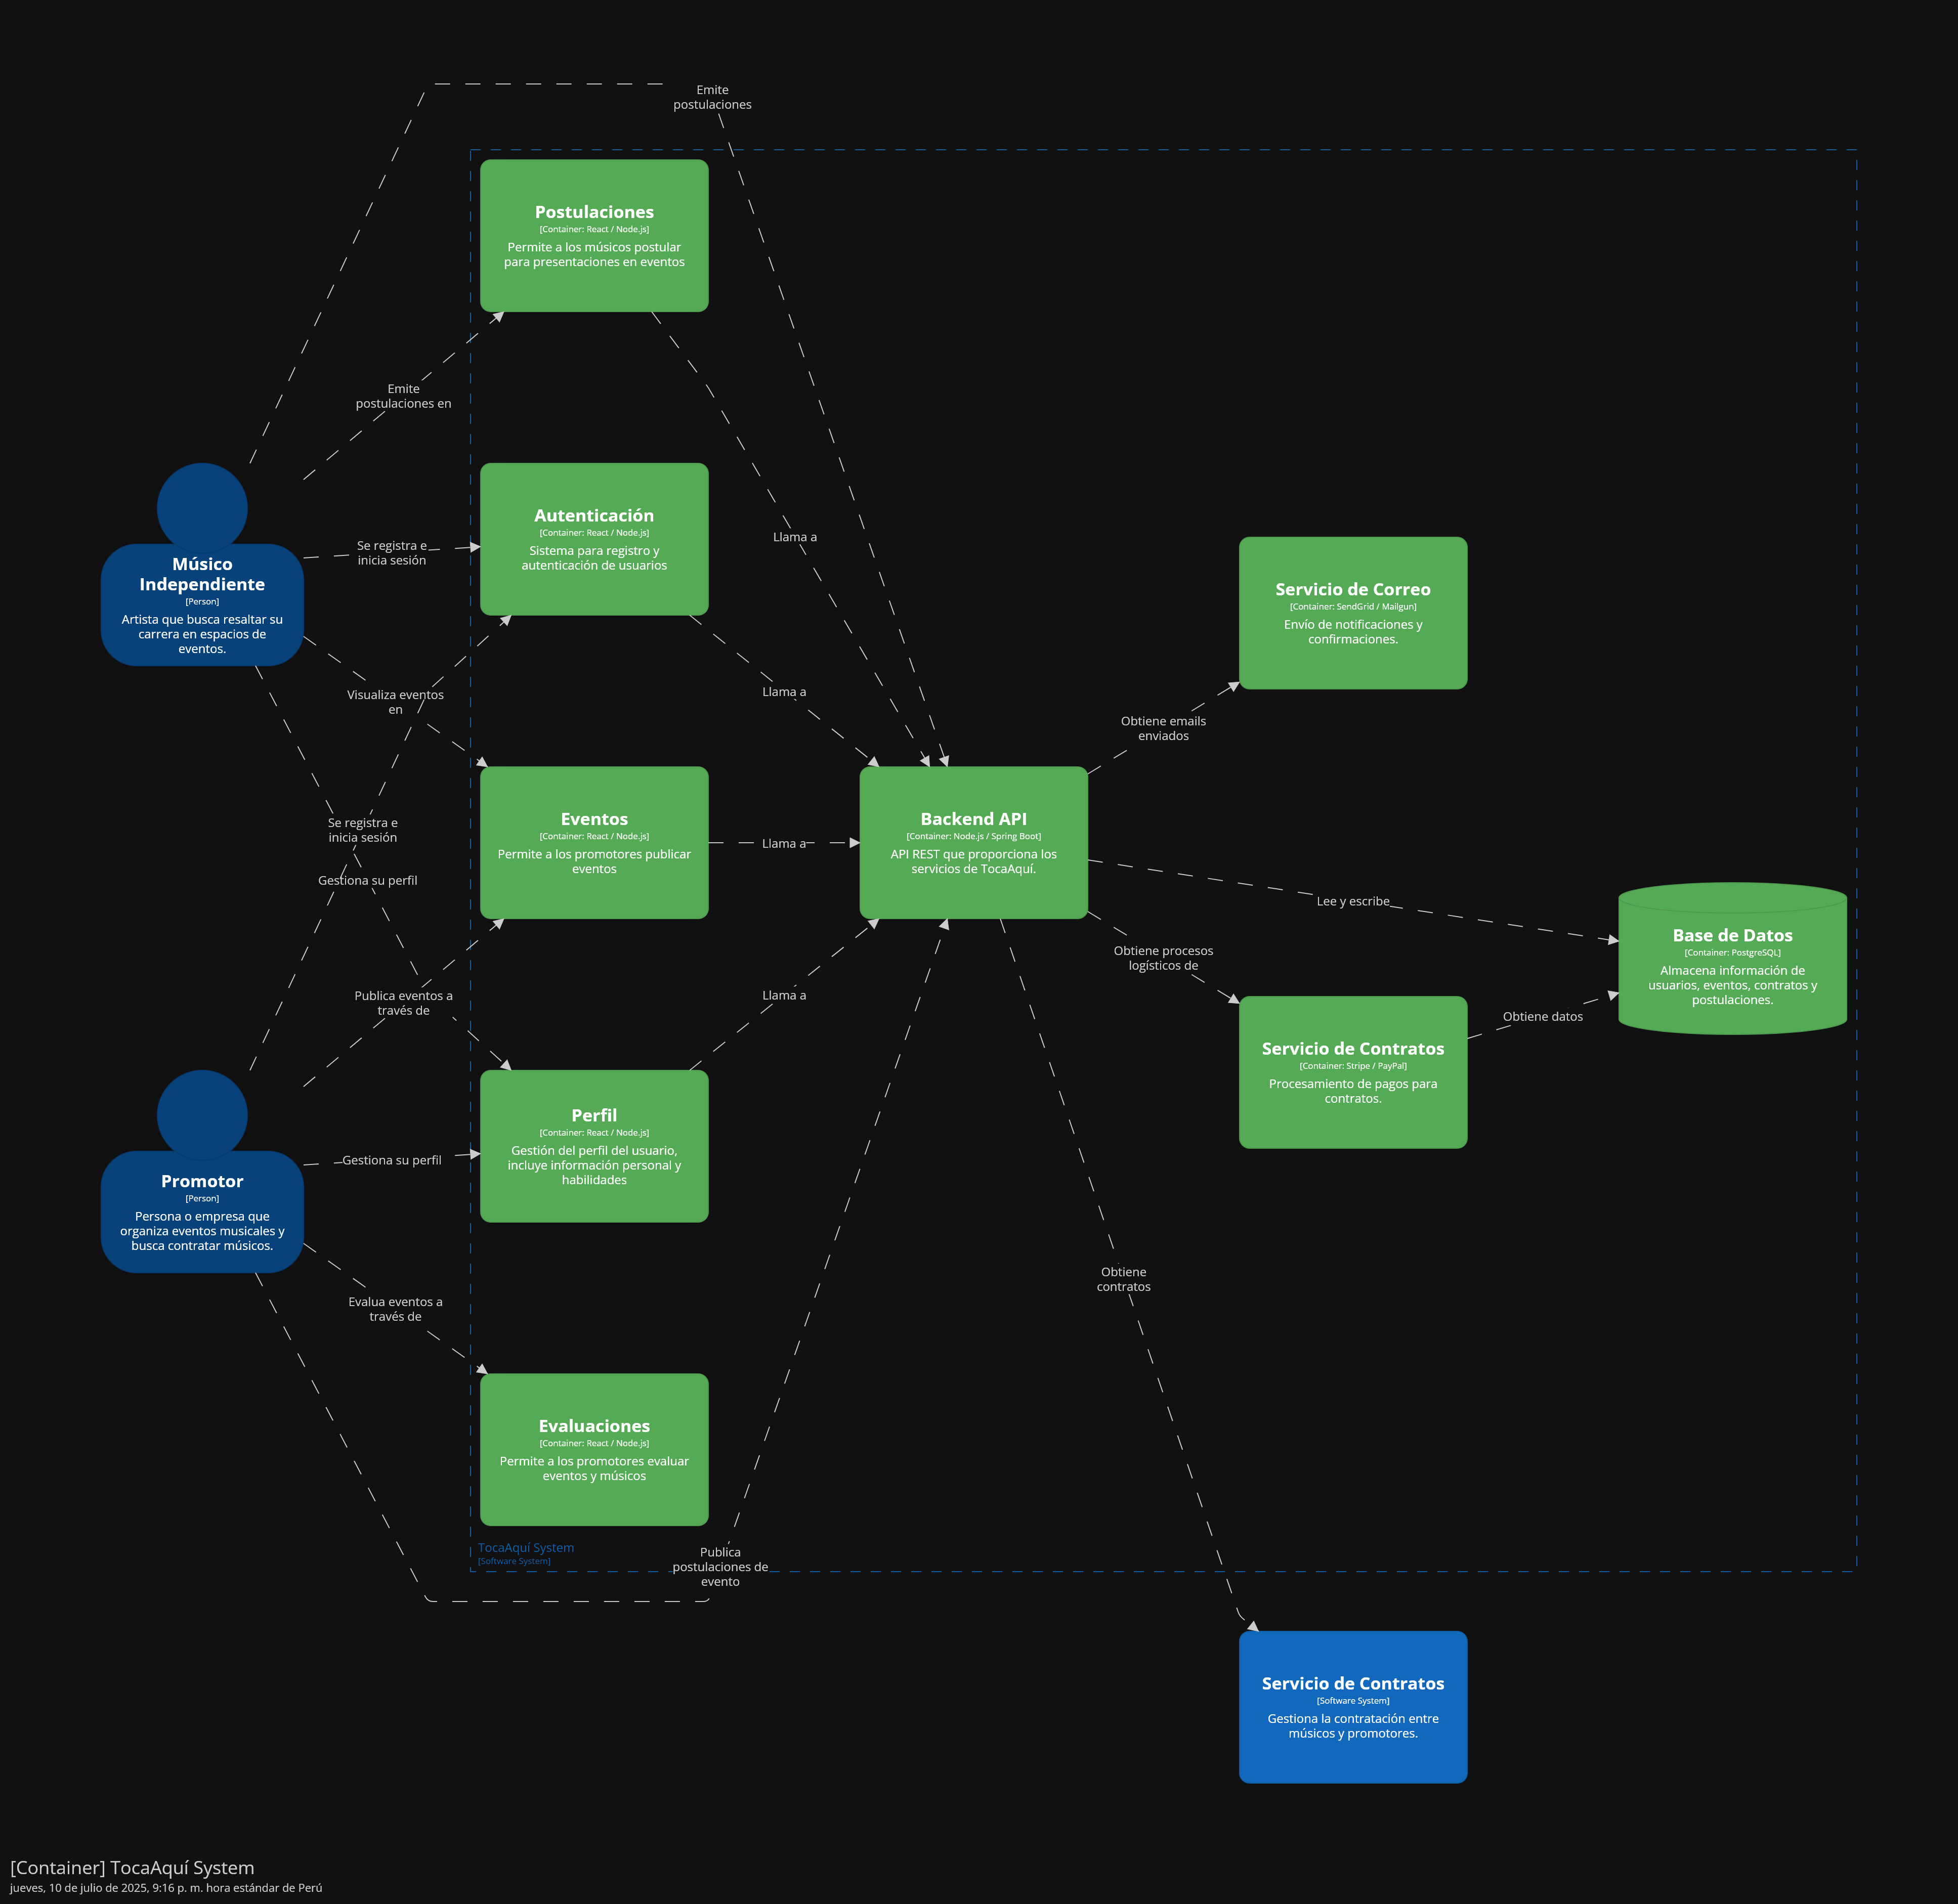 Emite
postulaciones
Postulaciones
[Container: React / Node.js]
Permite a los músicos postular
para presentaciones en eventos
Emite
postulaciones en
Músico
Independiente
[Person]
Artista que busca resaltar su
carrera en espacios de
eventos.
Se registra e
inicia sesión
Autenticación
[Container: React / Node.js]
Sistema para registro y
autenticación de usuarios
Llama a
Servicio de Correo
[Container: SendGrid / Mailgun]
Envío de notificaciones y
confirmaciones.
Visualiza eventos
en
Llama a
Obtiene emails
enviados
Se registra e
inicia sesión
Gestiona su perfil
Eventos
[Container: React / Node.js]
Permite a los promotores publicar
eventos
Llama a
Backend API
[Container: Node.js / Spring Boot]
API REST que proporciona los
servicios de TocaAquí.
Lee y escribe
Base de Datos
[Container: PostgreSQL]
Almacena información de
usuarios, eventos, contratos y
postulaciones.
Publica eventos a
través de
Llama a
Obtiene procesos
logísticos de
Obtiene datos
Servicio de Contratos
[Container: Stripe / PayPal]
Procesamiento de pagos para
contratos.
Promotor
[Person]
Persona o empresa que
organiza eventos musicales y
busca contratar músicos.
Gestiona su perfil
Perfil
[Container: React / Node.js]
Gestión del perfil del usuario,
incluye información personal y
habilidades
Evalua eventos a
través de
Obtiene
contratos
Evaluaciones
[Container: React / Node.js]
Permite a los promotores evaluar
eventos y músicos
TocaAquí System
[Software System]
Publica
postulaciones de
evento
Servicio de Contratos
[Software System]
Gestiona la contratación entre
músicos y promotores.
[Container] TocaAquí System
jueves, 10 de julio de 2025, 9:16 p. m. hora estándar de Perú